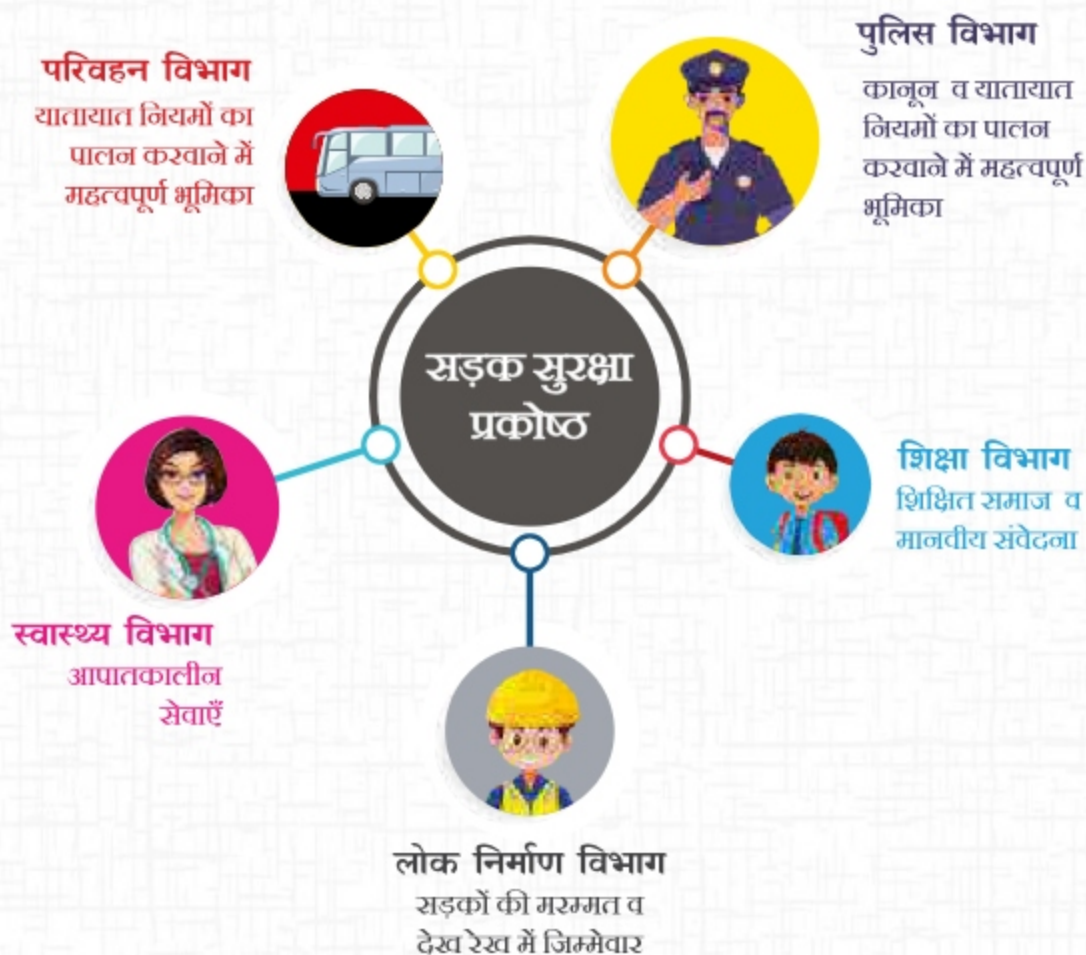 परिवहन विभाग
यातायात नियमों का
पालन करवाने में
महत्वपूर्ण भूमिका
पुलिस विभाग
कानून व यातायात
नियमों का पालन
करवाने में महत्वपूर्ण
भूमिका
सड़क सुरक्षा
प्रकोष्ठ
शिक्षा विभाग
शिक्षित समाज व
मानवीय संवेदना
स्वास्थ्य विभाग
आपातकालीन
सेवाएँ
लोक निर्माण विभाग
सड़कों की मरम्मत व
देख रेख में जिम्मेवार